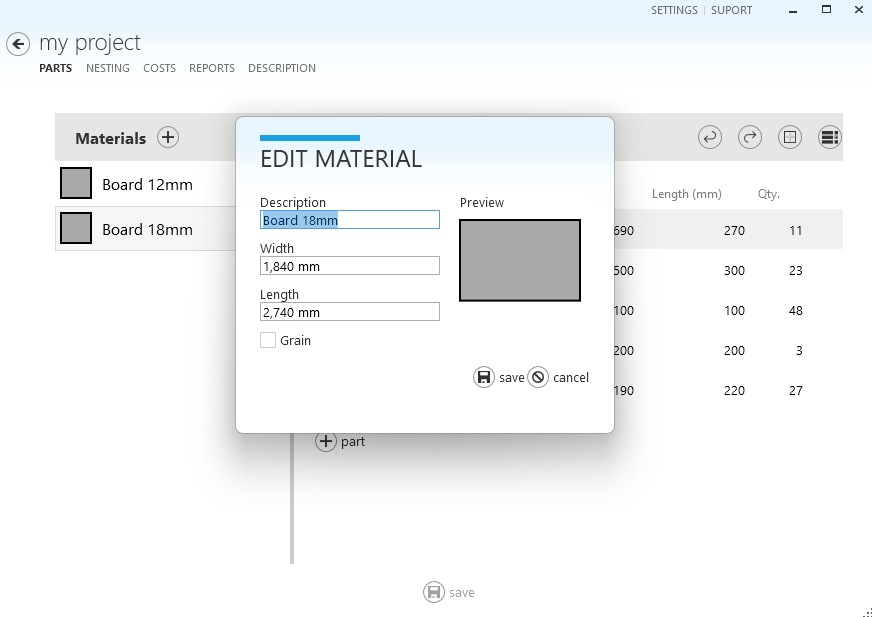 SETTINGS | SUPORT
my project
PARTS NESTING COSTS REPORTS DESCRIPTION
Materials
Board 12mm
Board 18mm
EDIT MATERIAL
Description
Board 18mm
Width
1,840 mm
Length
2,740 mm
Grain
Preview
save cancel
Length (mm) Qty.
690 270 11
500 300 23
100 100 48
200 200 3
190 220 27
part
save